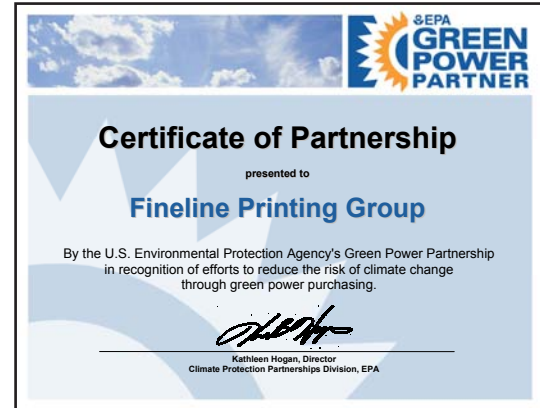 EPA
GREEN
POWER
PARTNER
Certificate of Partnership
presented to
Fineline Printing Group
By the U.S. Environmental Protection Agency's Green Power Partnership
in recognition of efforts to reduce the risk of climate change
through green power purchasing.
Kathleen Hogan, Director
Climate Protection Partnerships Division, EPA